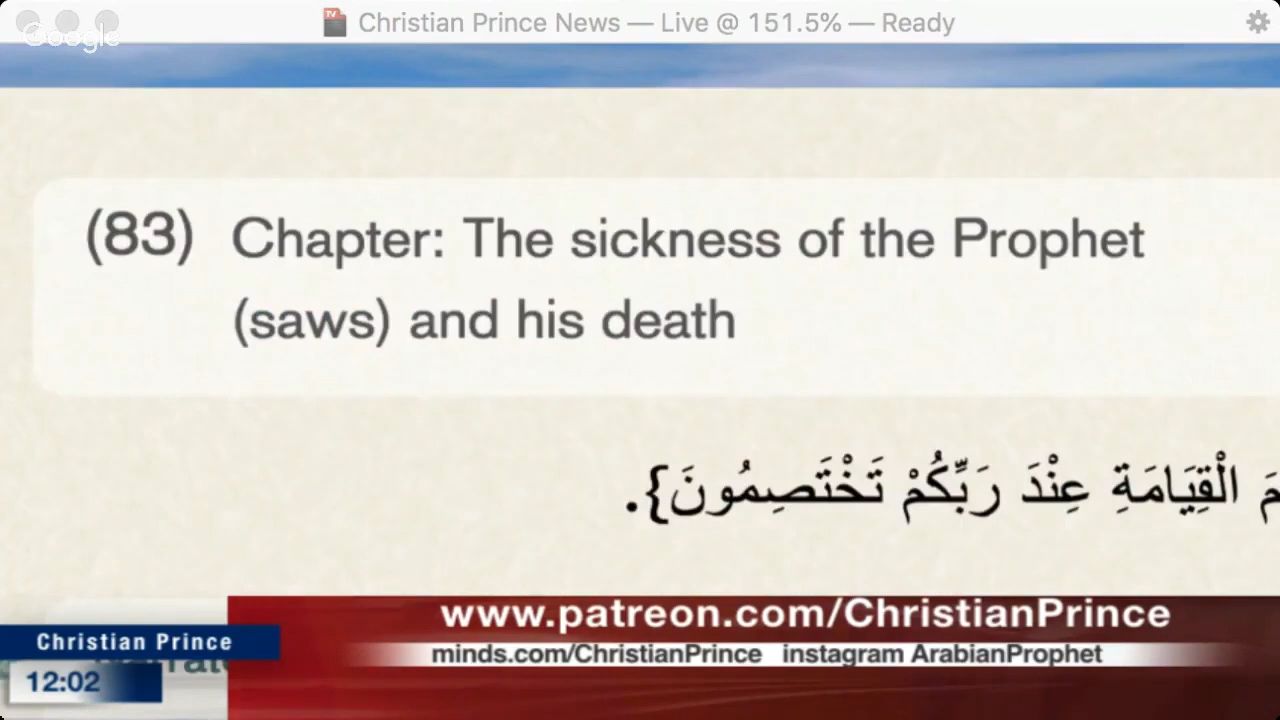 Google
Christian Prince News — Live @ 151.5% — Ready
(83) Chapter: The sickness of the Prophet
(saws) and his death
الْقِيَامَةِ عِنْدَ رَبِّكُمْ تَخْتَصِمُونَ}.
www.patreon.com/ChristianPrince
Christian Prince
minds.com/ChristianPrince instagram ArabianProphet
12:02